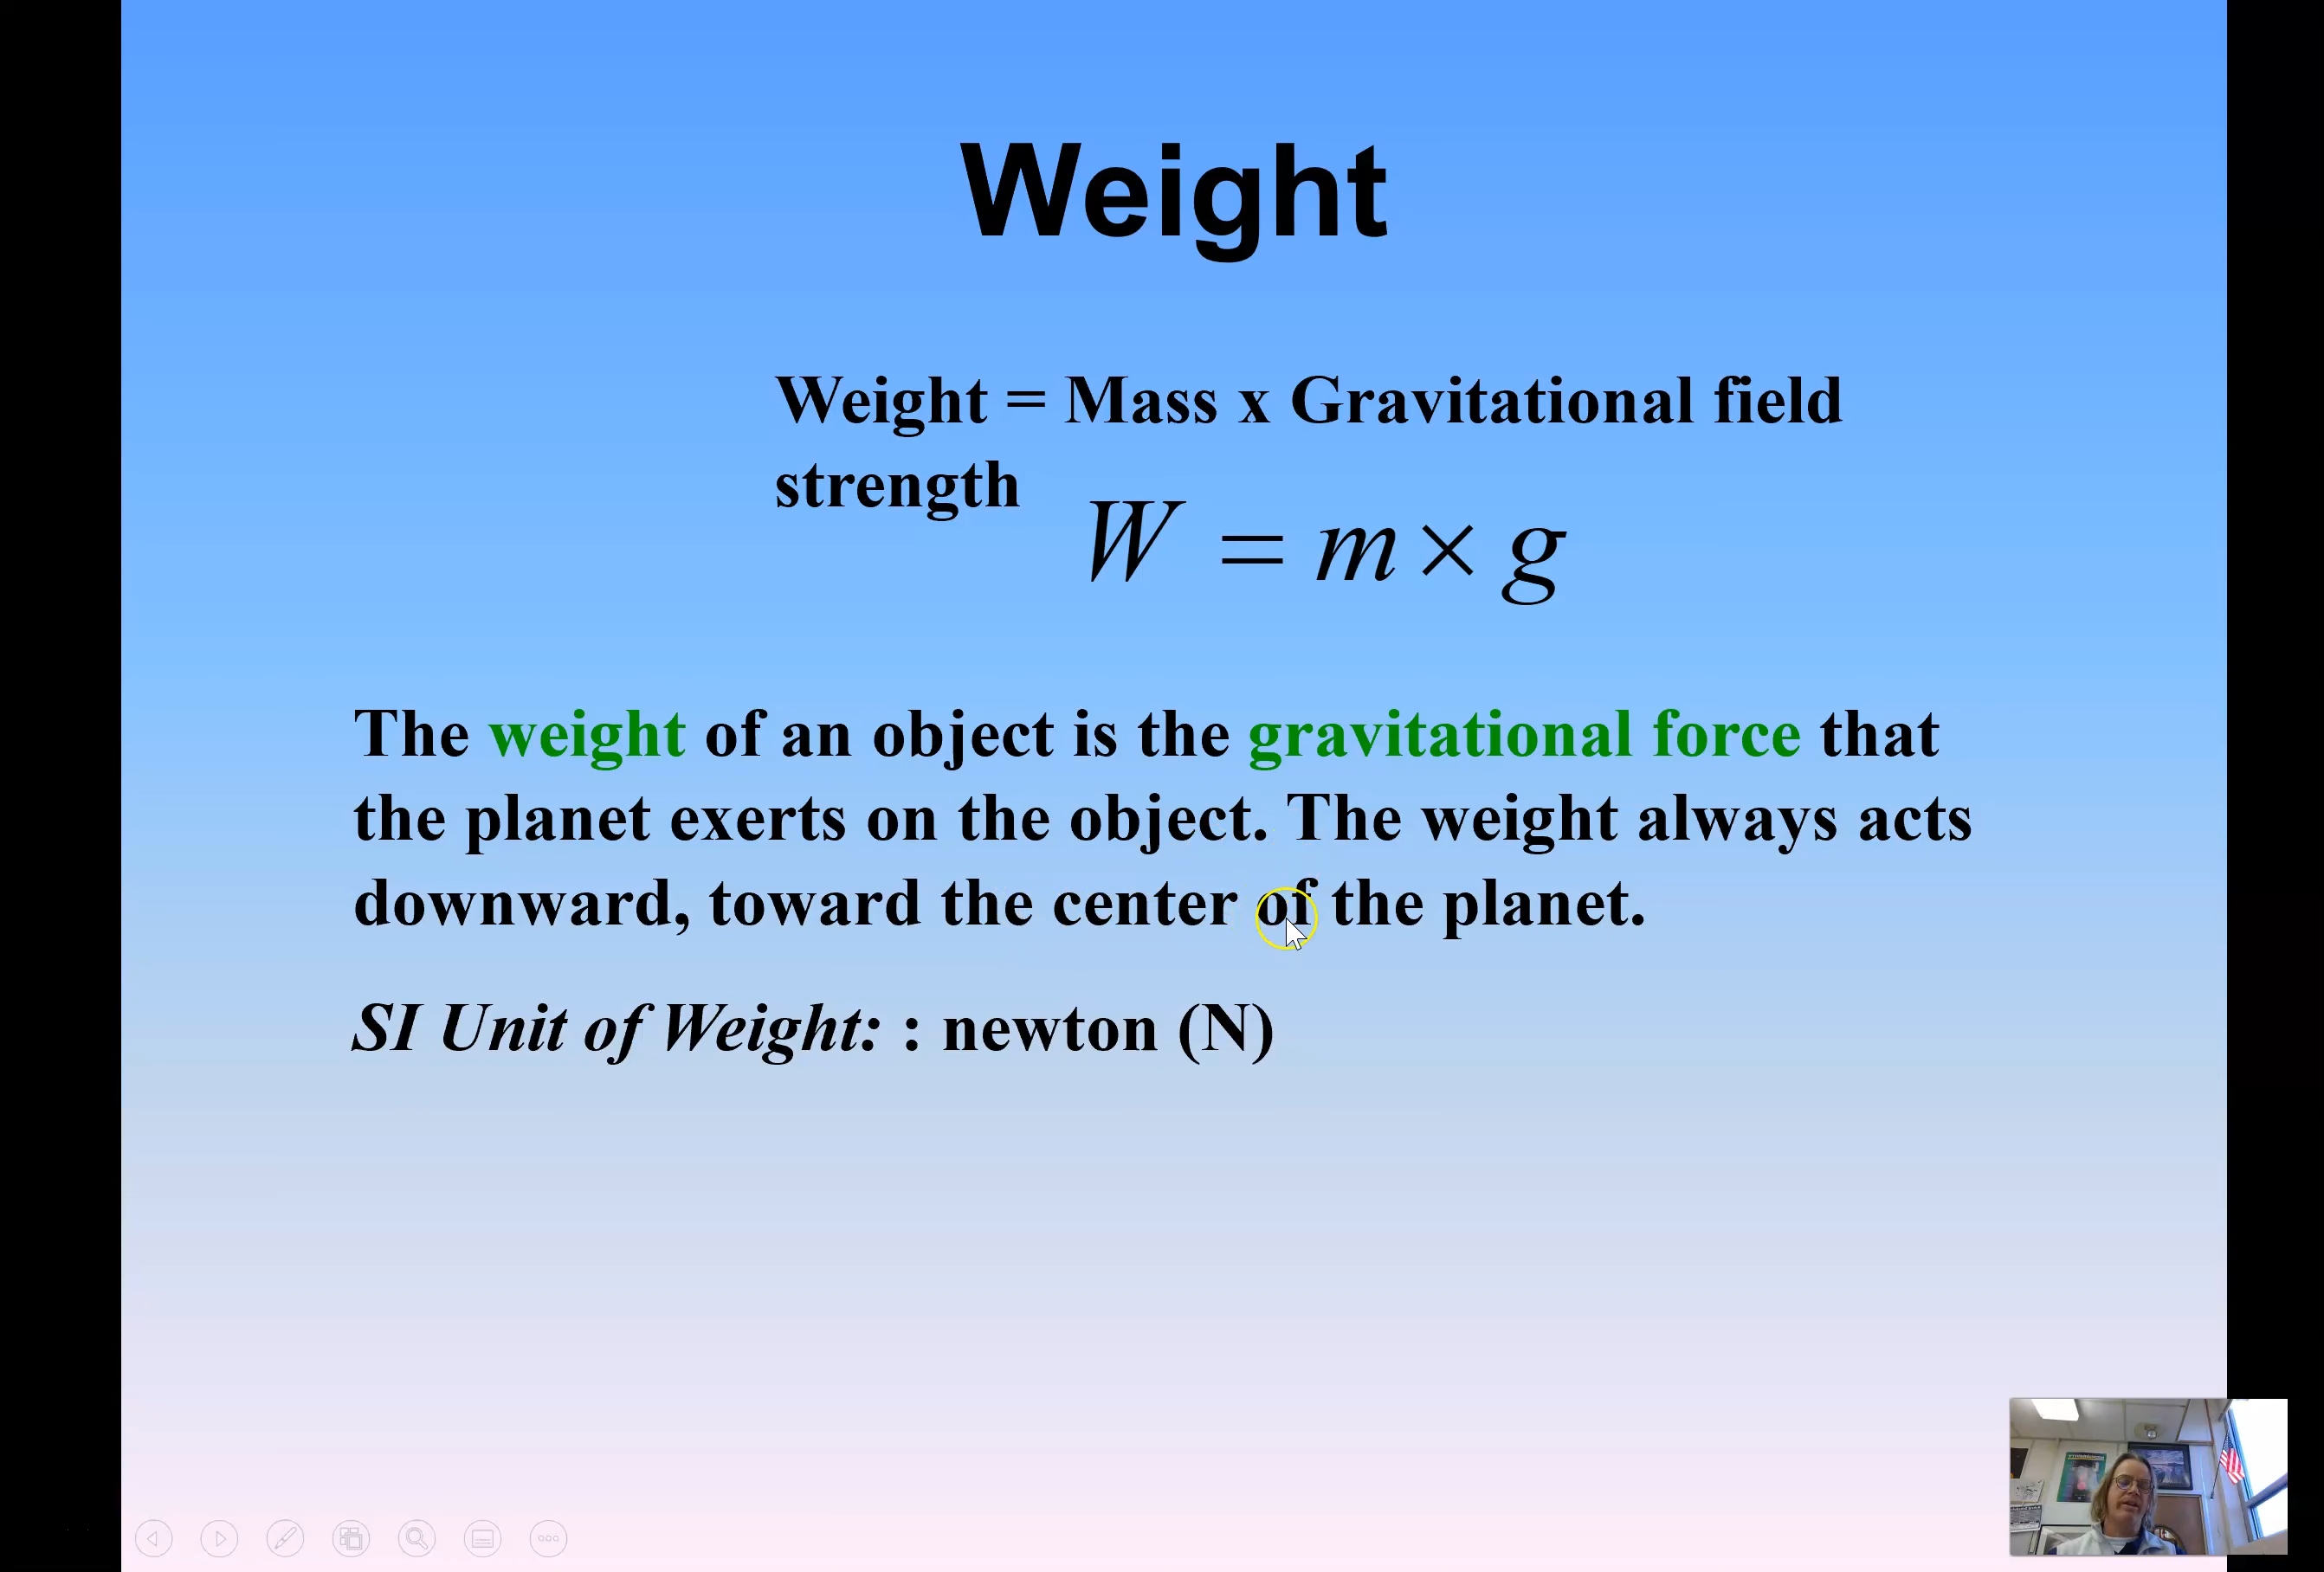 Weight
Weight = Mass x Gravitational field
strength
W = m × g
The weight of an object is the gravitational force that
the planet exerts on the object. The weight always acts
downward, toward the center of the planet.
SI Unit of Weight: : newton (N)